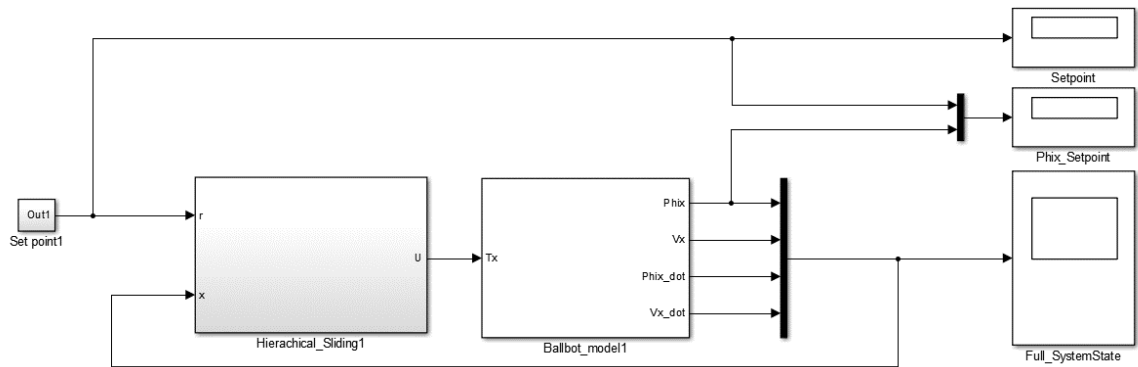 Setpoint
Phix_Setpoint
Out1
Set point1
r
x
U
Hierachical_Sliding1
Tx
Phix
Vx
Phix_dot
Vx_dot
Ballbot_model1
Full_SystemState